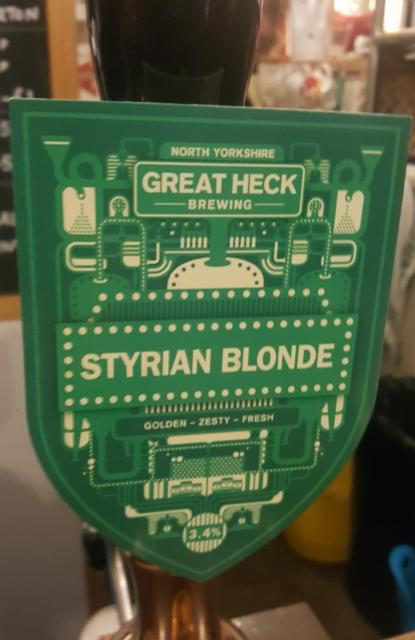 NORTH YORKSHIRE
GREAT HECK
BREWING
STYRIAN BLONDE
GOLDEN – ZESTY – FRESH
3.4%